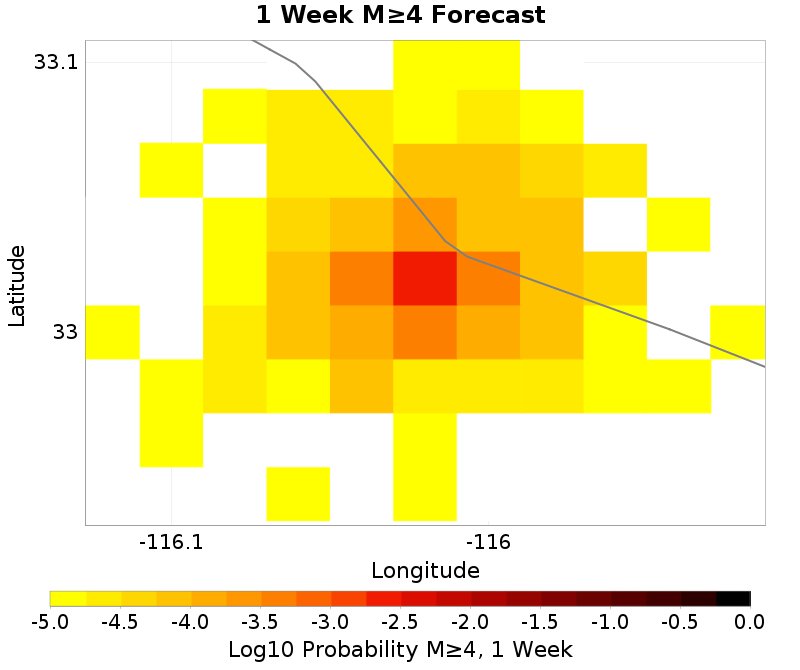 1 Week M≥4 Forecast
33.1
33
Latitude
-116.1 -116
Longitude
-5.0 -4.5 -4.0 -3.5 -3.0 -2.5 -2.0 -1.5 -1.0 -0.5 0.0
Log10 Probability M≥4, 1 Week